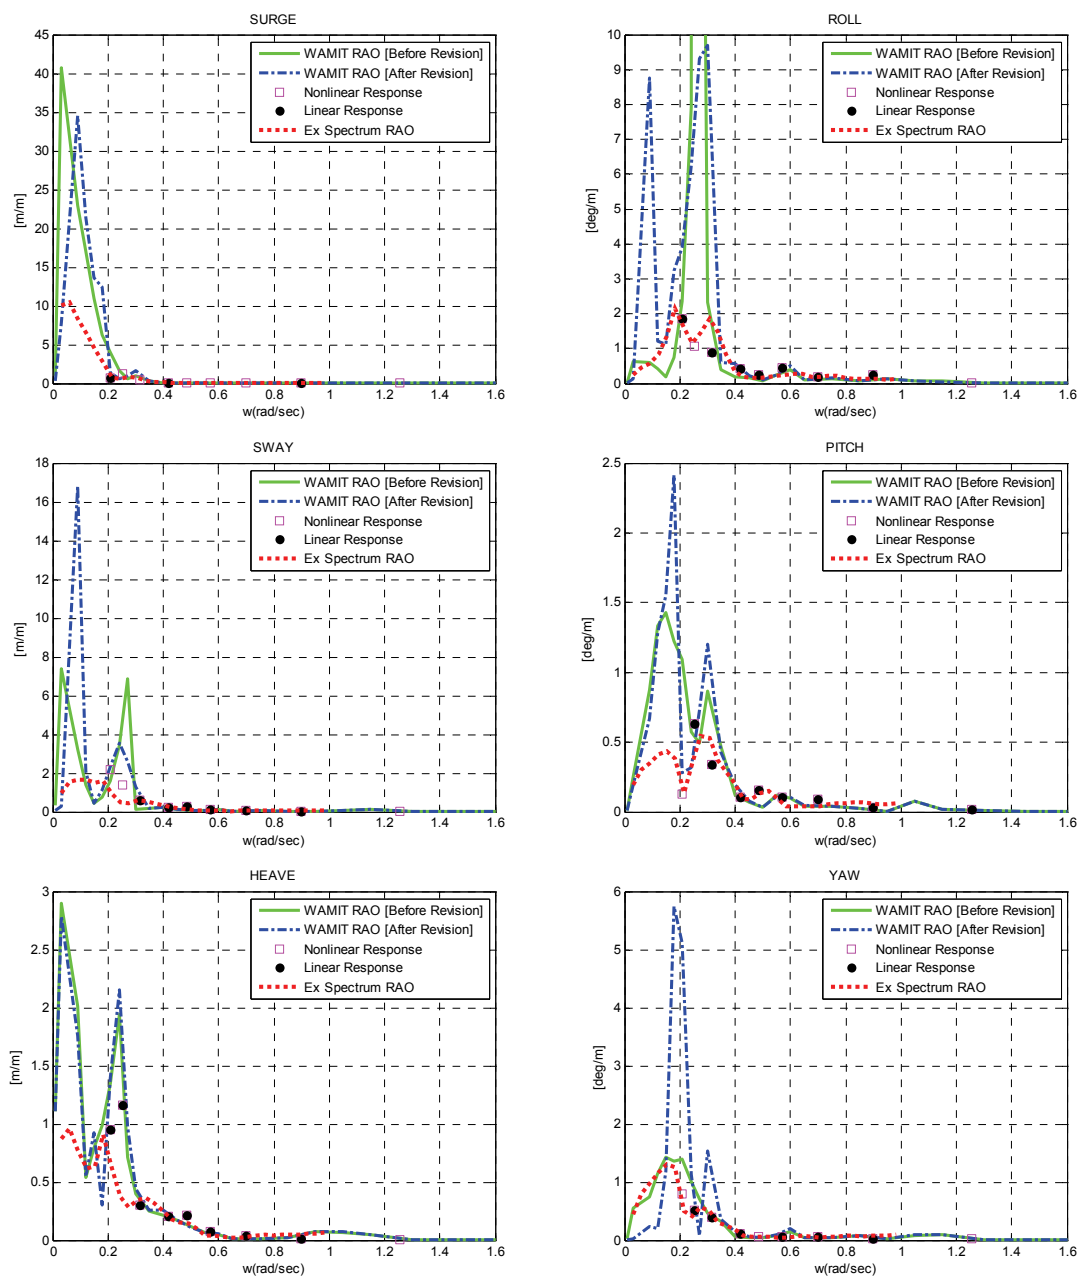 SURGE
45
40
35
30
25
20
15
10
5
0
[m/m]
WAMIT RAO [Before Revision]
WAMIT RAO [After Revision]
Nonlinear Response
Linear Response
Ex Spectrum RAO
0 0.2 0.4 0.6 0.8 1 1.2 1.4 1.6
w(rad/sec)
ROLL
10
9
8
7
6
5
4
3
2
1
0
[deg/m]
WAMIT RAO [Before Revision]
WAMIT RAO [After Revision]
Nonlinear Response
Linear Response
Ex Spectrum RAO
0 0.2 0.4 0.6 0.8 1 1.2 1.4 1.6
w(rad/sec)
SWAY
18
16
14
12
10
8
6
4
2
0
[m/m]
WAMIT RAO [Before Revision]
WAMIT RAO [After Revision]
Nonlinear Response
Linear Response
Ex Spectrum RAO
0 0.2 0.4 0.6 0.8 1 1.2 1.4 1.6
w(rad/sec)
PITCH
2.5
2
1.5
1
0.5
0
[deg/m]
WAMIT RAO [Before Revision]
WAMIT RAO [After Revision]
Nonlinear Response
Linear Response
Ex Spectrum RAO
0 0.2 0.4 0.6 0.8 1 1.2 1.4 1.6
w(rad/sec)
HEAVE
3
2.5
2
1.5
1
0.5
0
[m/m]
WAMIT RAO [Before Revision]
WAMIT RAO [After Revision]
Nonlinear Response
Linear Response
Ex Spectrum RAO
0 0.2 0.4 0.6 0.8 1 1.2 1.4 1.6
w(rad/sec)
YAW
6
5
4
3
2
1
0
[deg/m]
WAMIT RAO [Before Revision]
WAMIT RAO [After Revision]
Nonlinear Response
Linear Response
Ex Spectrum RAO
0 0.2 0.4 0.6 0.8 1 1.2 1.4 1.6
w(rad/sec)